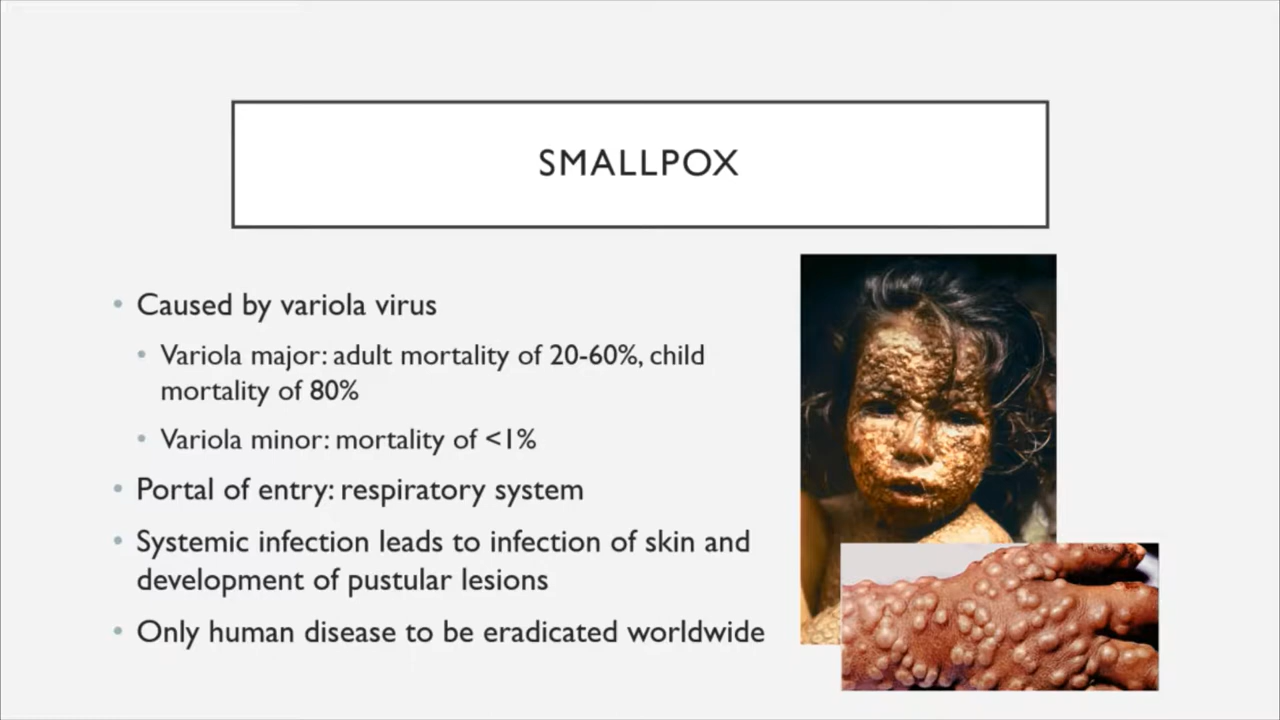 SMALLPOX
• Caused by variola virus
• Variola major: adult mortality of 20-60%, child
mortality of 80%
• Variola minor: mortality of <1%
• Portal of entry: respiratory system
• Systemic infection leads to infection of skin and
development of pustular lesions
• Only human disease to be eradicated worldwide